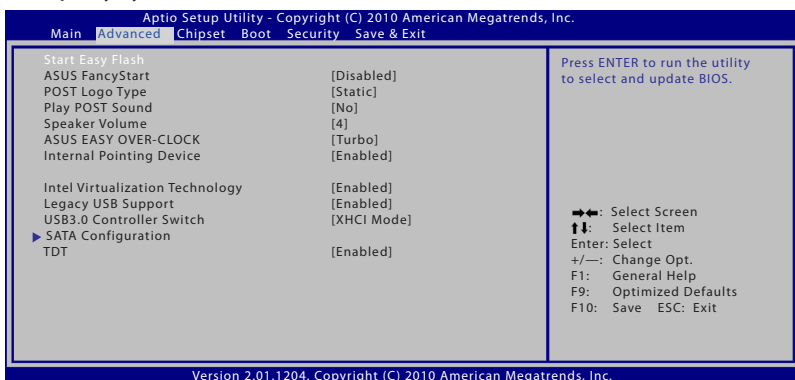 Aptio Setup Utility - Copyright (C) 2010 American Megatrends, Inc.
Main Advanced Chipset Boot Security Save & Exit
Start Easy Flash
ASUS FancyStart [Disabled]
POST Logo Type [Static]
Play POST Sound [No]
Speaker Volume [4]
ASUS EASY OVER-CLOCK [Turbo]
Internal Pointing Device [Enabled]
Intel Virtualization Technology [Enabled]
Legacy USB Support [Enabled]
USB3.0 Controller Switch [XHCI Mode]
SATA Configuration
TDT [Enabled]
Press ENTER to run the utility
to select and update BIOS.
→←: Select Screen
↑↓: Select Item
Enter: Select
+/—: Change Opt.
F1: General Help
F9: Optimized Defaults
F10: Save ESC: Exit
Version 2.01.1204. Copyright (C) 2010 American Megatrends, Inc.